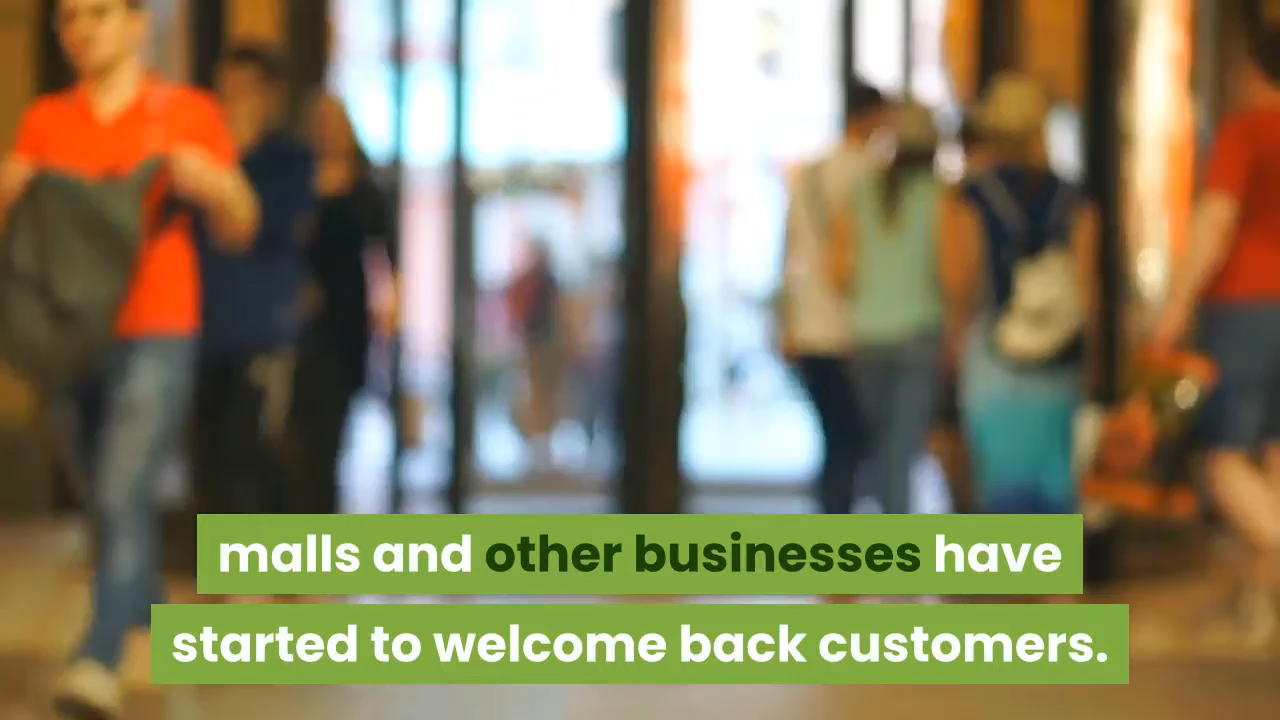 malls and other businesses have
started to welcome back customers.